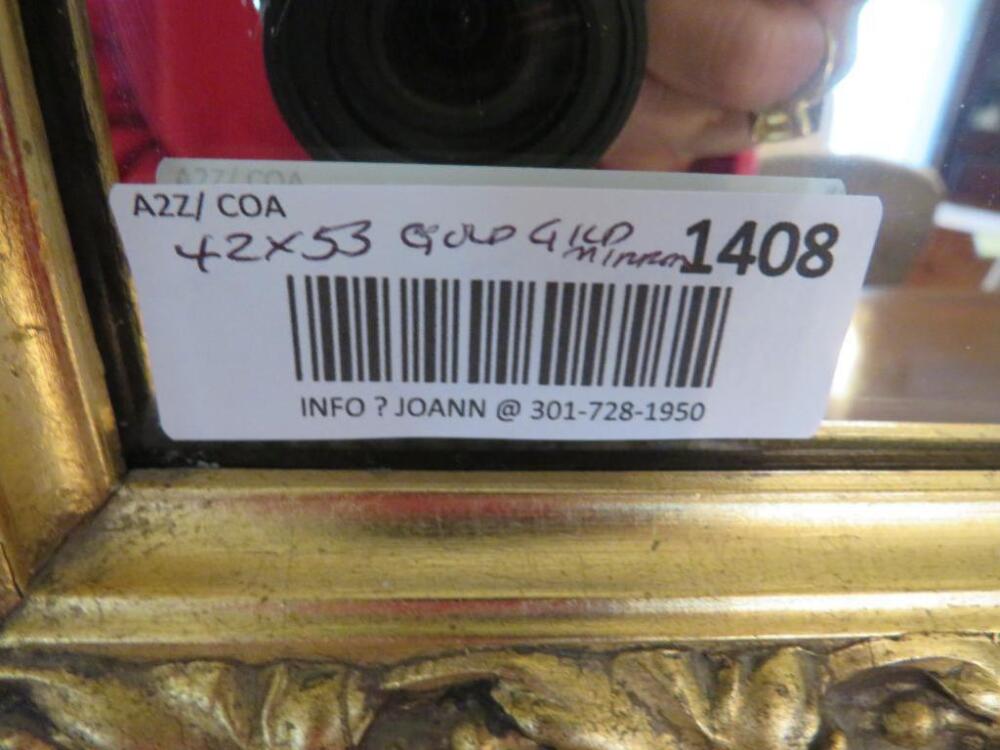 A2Z/ COA
42x53 GOLD GILD MIRROR 1408
INFO ? JOANN @ 301-728-1950